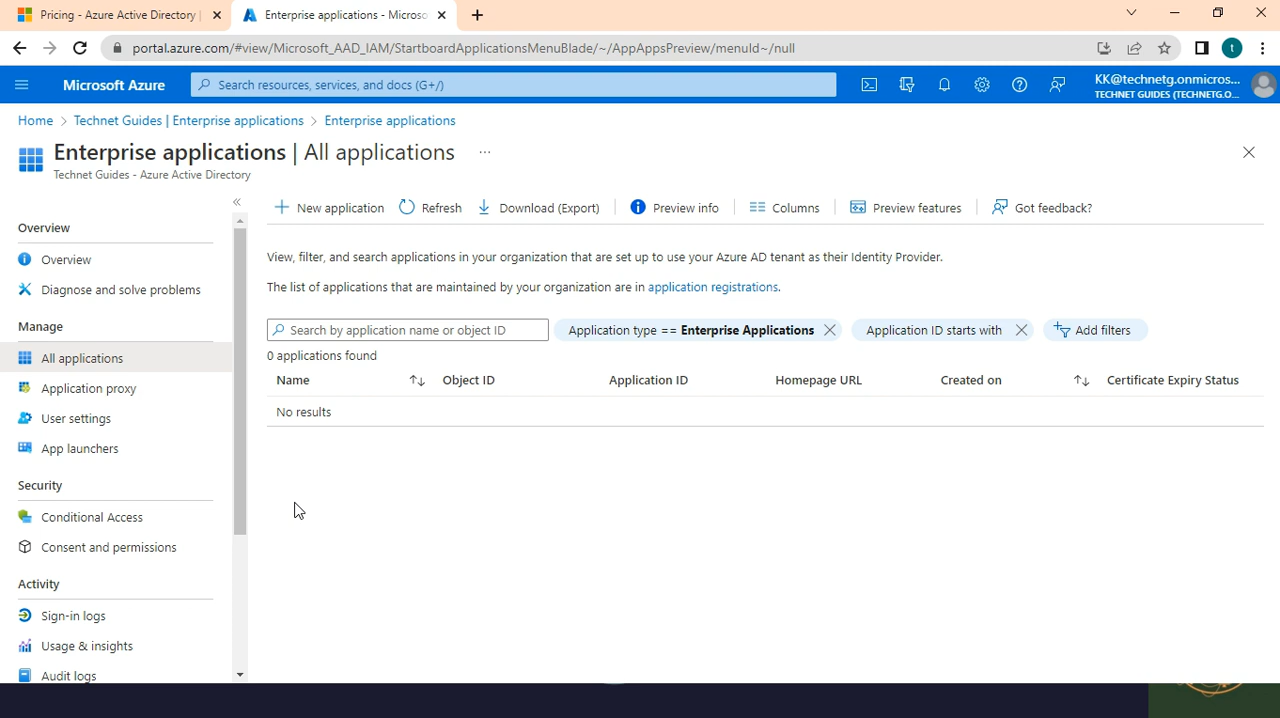 Pricing - Azure Active Directory
Enterprise applications - Microso
portal.azure.com/#view/Microsoft_AAD_IAM/StartboardApplicationsMenuBlade/~/AppAppsPreview/menuId~/null
t
Microsoft Azure
Search resources, services, and docs (G+/)
KK@technetg.onmicros...
TECHNET GUIDES (TECHNETG.O...
Home > Technet Guides | Enterprise applications > Enterprise applications
Enterprise applications | All applications ...
Technet Guides - Azure Active Directory
Overview
Overview
Diagnose and solve problems
Manage
All applications
Application proxy
User settings
App launchers
Security
Conditional Access
Consent and permissions
Activity
Sign-in logs
Usage & insights
Audit logs
New application
Refresh
Download (Export)
Preview info
Columns
Preview features
Got feedback?
View, filter, and search applications in your organization that are set up to use your Azure AD tenant as their Identity Provider.
The list of applications that are maintained by your organization are in application registrations.
Search by application name or object ID
Application type == Enterprise Applications
Application ID starts with
Add filters
0 applications found
Name
Object ID
Application ID
Homepage URL
Created on
Certificate Expiry Status
No results